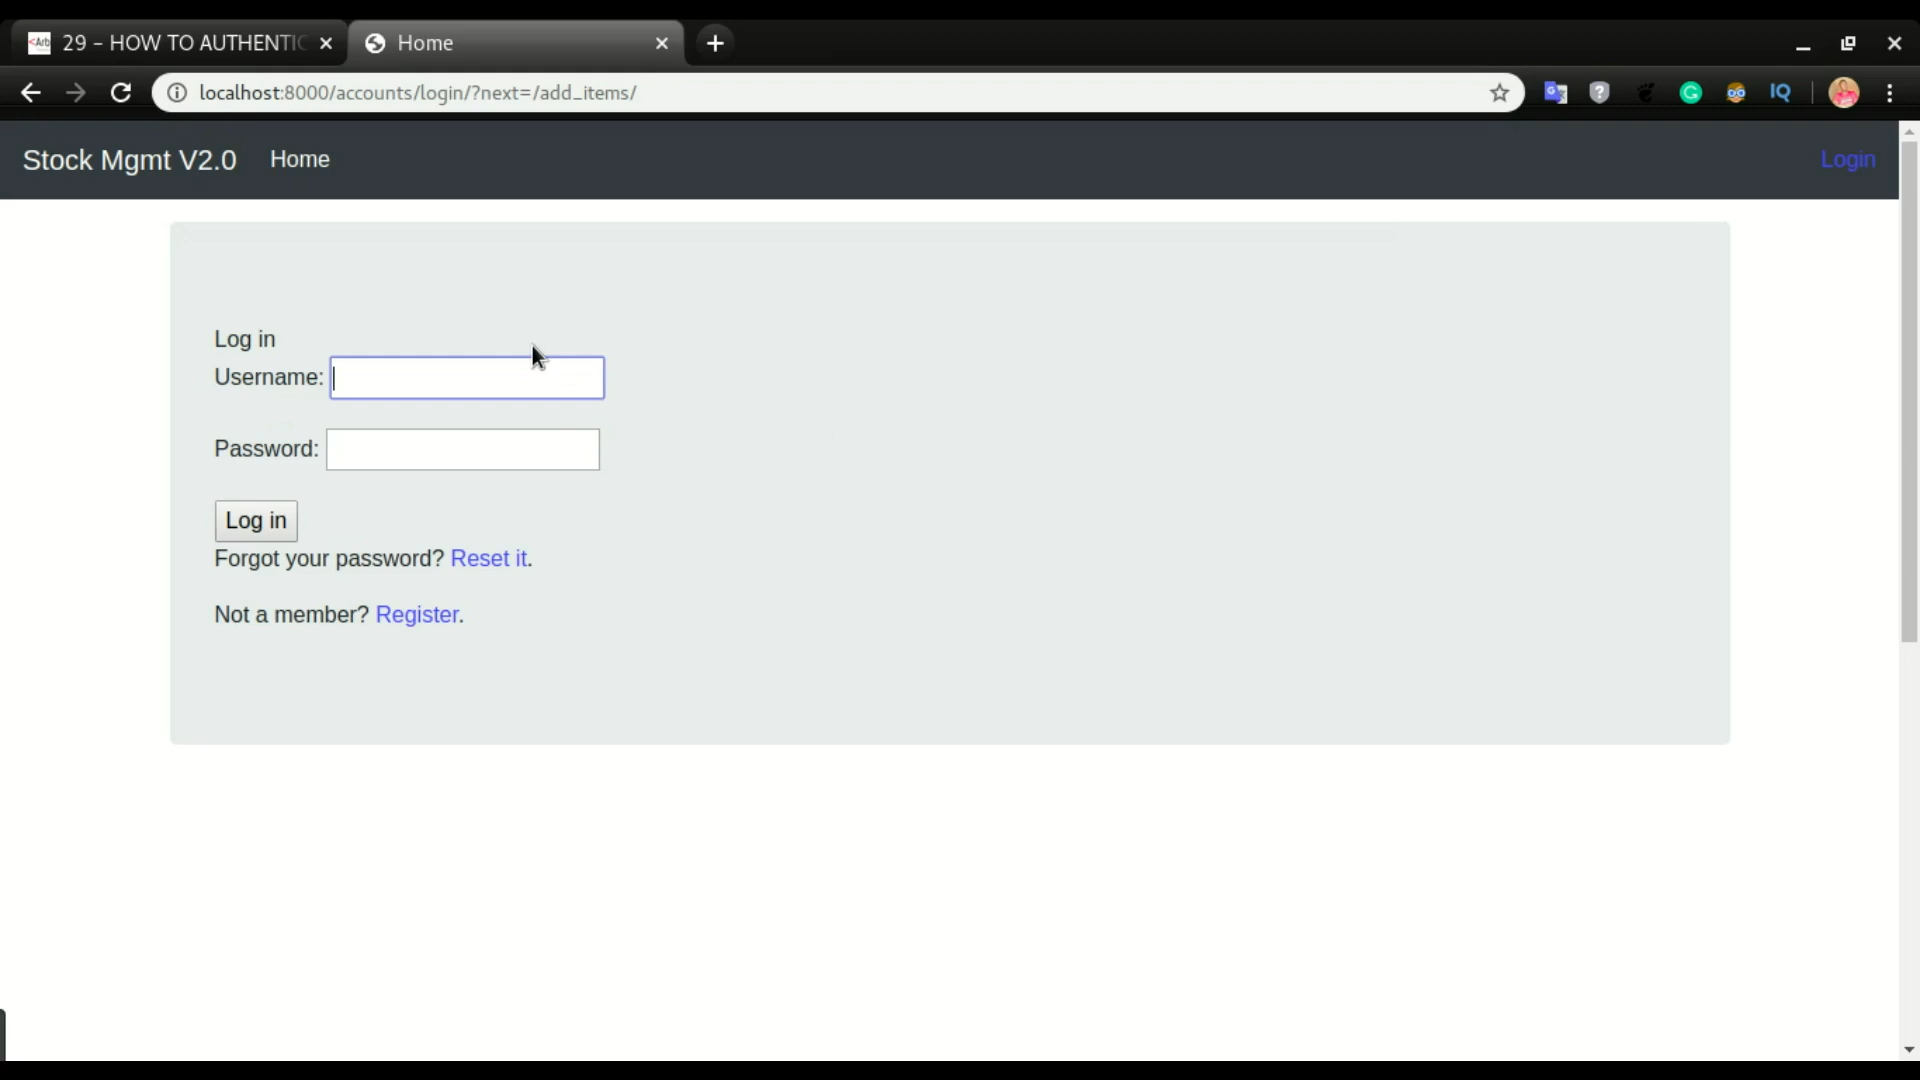 29 – HOW TO AUTHENTIC
Home
localhost:8000/accounts/login/?next=/add_items/
IQ
Stock Mgmt V2.0 Home Login
Log in
Username:
Password:
Log in
Forgot your password? Reset it.
Not a member? Register.